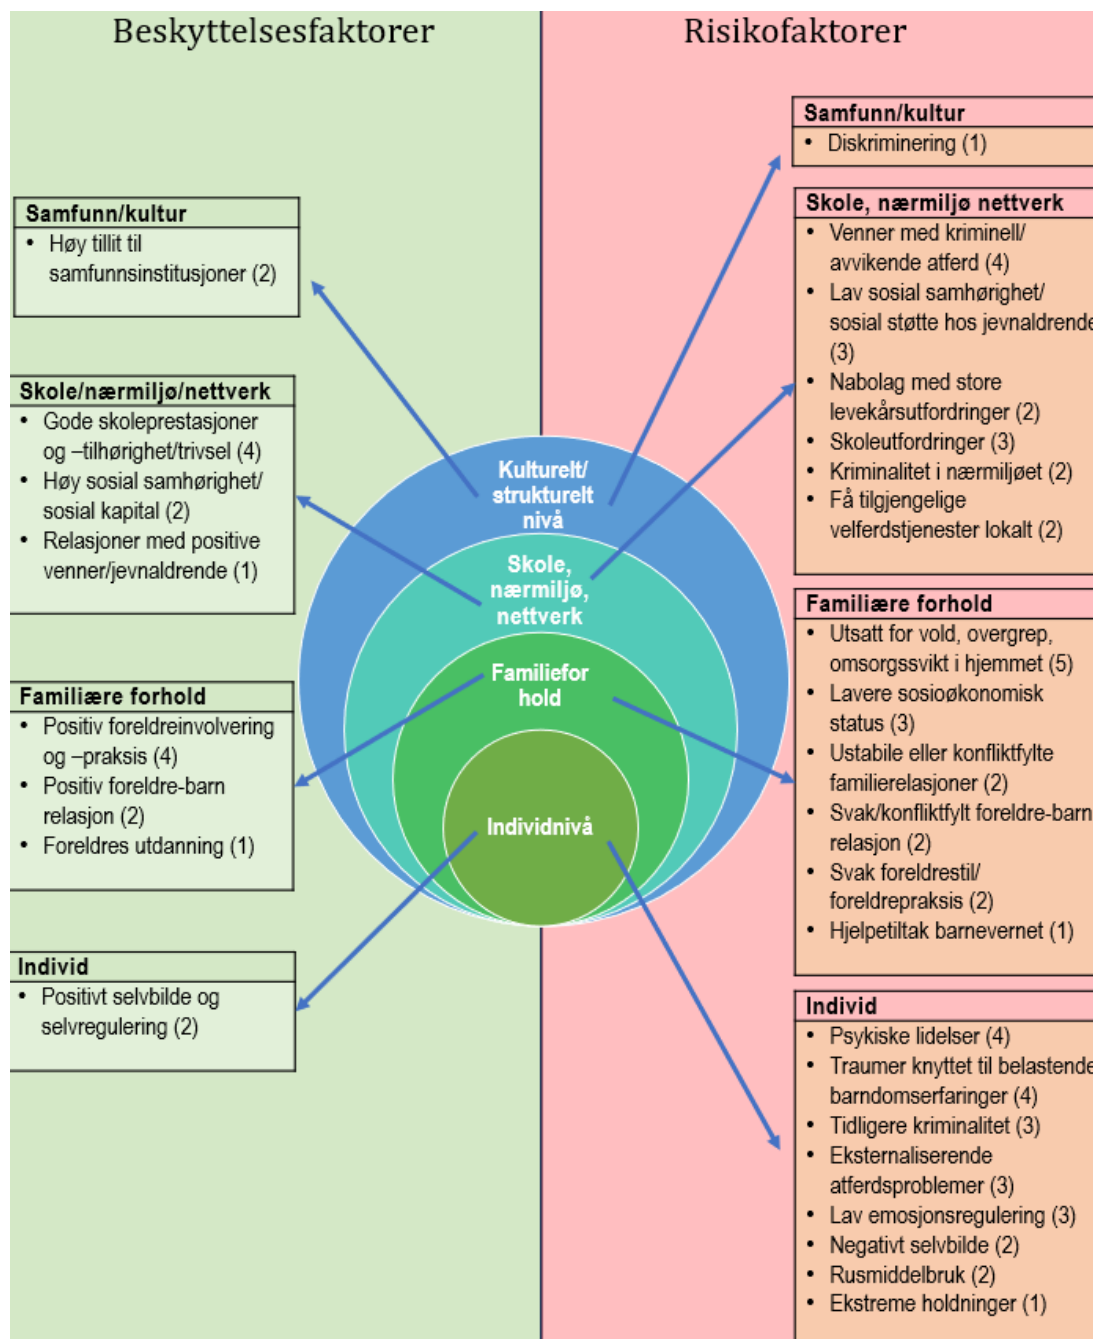 Beskyttelsesfaktorer
Samfunn/kultur
• Høy tillit til
samfunnsinstitusjoner (2)
Skole/nærmiljø/nettverk
• Gode skoleprestasjoner
og –tilhørighet/trivsel (4)
• Høy sosial samhørighet/
sosial kapital (2)
• Relasjoner med positive
venner/jevnaldrende (1)
Familiære forhold
• Positiv foreldreinvolvering
og –praksis (4)
• Positiv foreldre-barn
relasjon (2)
• Foreldres utdanning (1)
Individ
• Positivt selvbilde og
selvregulering (2)
Kulturelt/
strukturelt
nivå
Skole,
nærmiljø,
nettverk
Familiefor
hold
Individnivå
Risikofaktorer
Samfunn/kultur
• Diskriminering (1)
Skole, nærmiljø nettverk
• Venner med kriminell/
avvikende atferd (4)
• Lav sosial samhørighet/
sosial støtte hos jevnaldrende
(3)
• Nabolag med store
levekårsutfordringer (2)
• Skoleutfordringer (3)
• Kriminalitet i nærmiljøet (2)
• Få tilgjengelige
velferdstjenester lokalt (2)
Familiære forhold
• Utsatt for vold, overgrep,
omsorgssvikt i hjemmet (5)
• Lavere sosioøkonomisk
status (3)
• Ustabile eller konfliktfylte
familierelasjoner (2)
• Svak/konfliktfylt foreldre-barn
relasjon (2)
• Svak foreldrestil/
foreldrepraksis (2)
• Hjelpetiltak barnevernet (1)
Individ
• Psykiske lidelser (4)
• Traumer knyttet til belastende
barndomserfaringer (4)
• Tidligere kriminalitet (3)
• Eksternaliserende
atferdsproblemer (3)
• Lav emosjonsregulering (3)
• Negativt selvbilde (2)
• Rusmiddelbruk (2)
• Ekstreme holdninger (1)